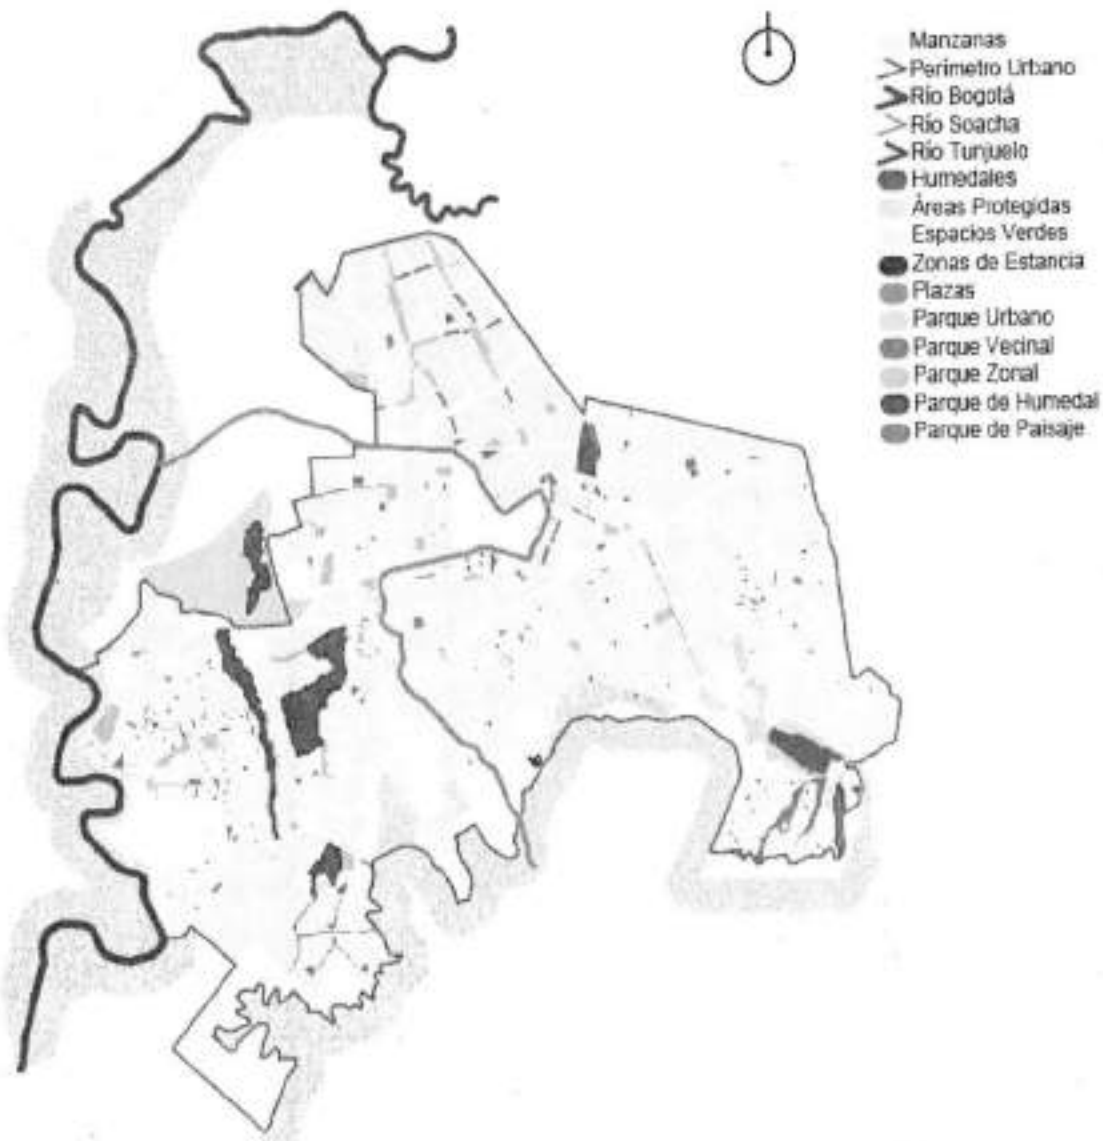 Manzanas
Perímetro Urbano
Río Bogotá
Río Soacha
Río Tunjuelo
Humedales
Áreas Protegidas
Espacios Verdes
Zonas de Estancia
Plazas
Parque Urbano
Parque Vecinal
Parque Zonal
Parque de Humedal
Parque de Paisaje